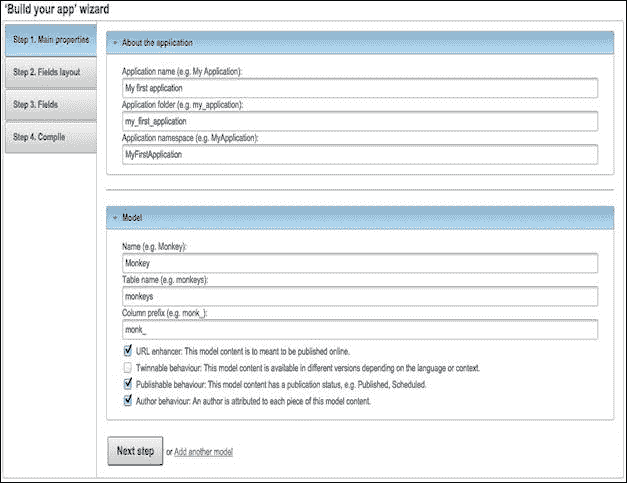 'Build your app' wizard
Step 1. Main properties
Step 2. Fields layout
Step 3. Fields
Step 4. Compile
About the application
Application name (e.g. My Application):
My first application
Application folder (e.g. my_application):
my_first_application
Application namespace (e.g. MyApplication):
MyFirstApplication
Model
Name (e.g. Monkey):
Monkey
Table name (e.g. monkeys):
monkeys
Column prefix (e.g. monk_):
monk_
URL enhancer: This model content is to meant to be published online.
Twinnable behaviour: This model content is available in different versions depending on the language or context.
Publishable behaviour: This model content has a publication status, e.g. Published, Scheduled.
Author behaviour: An author is attributed to each piece of this model content.
Next step or Add another model